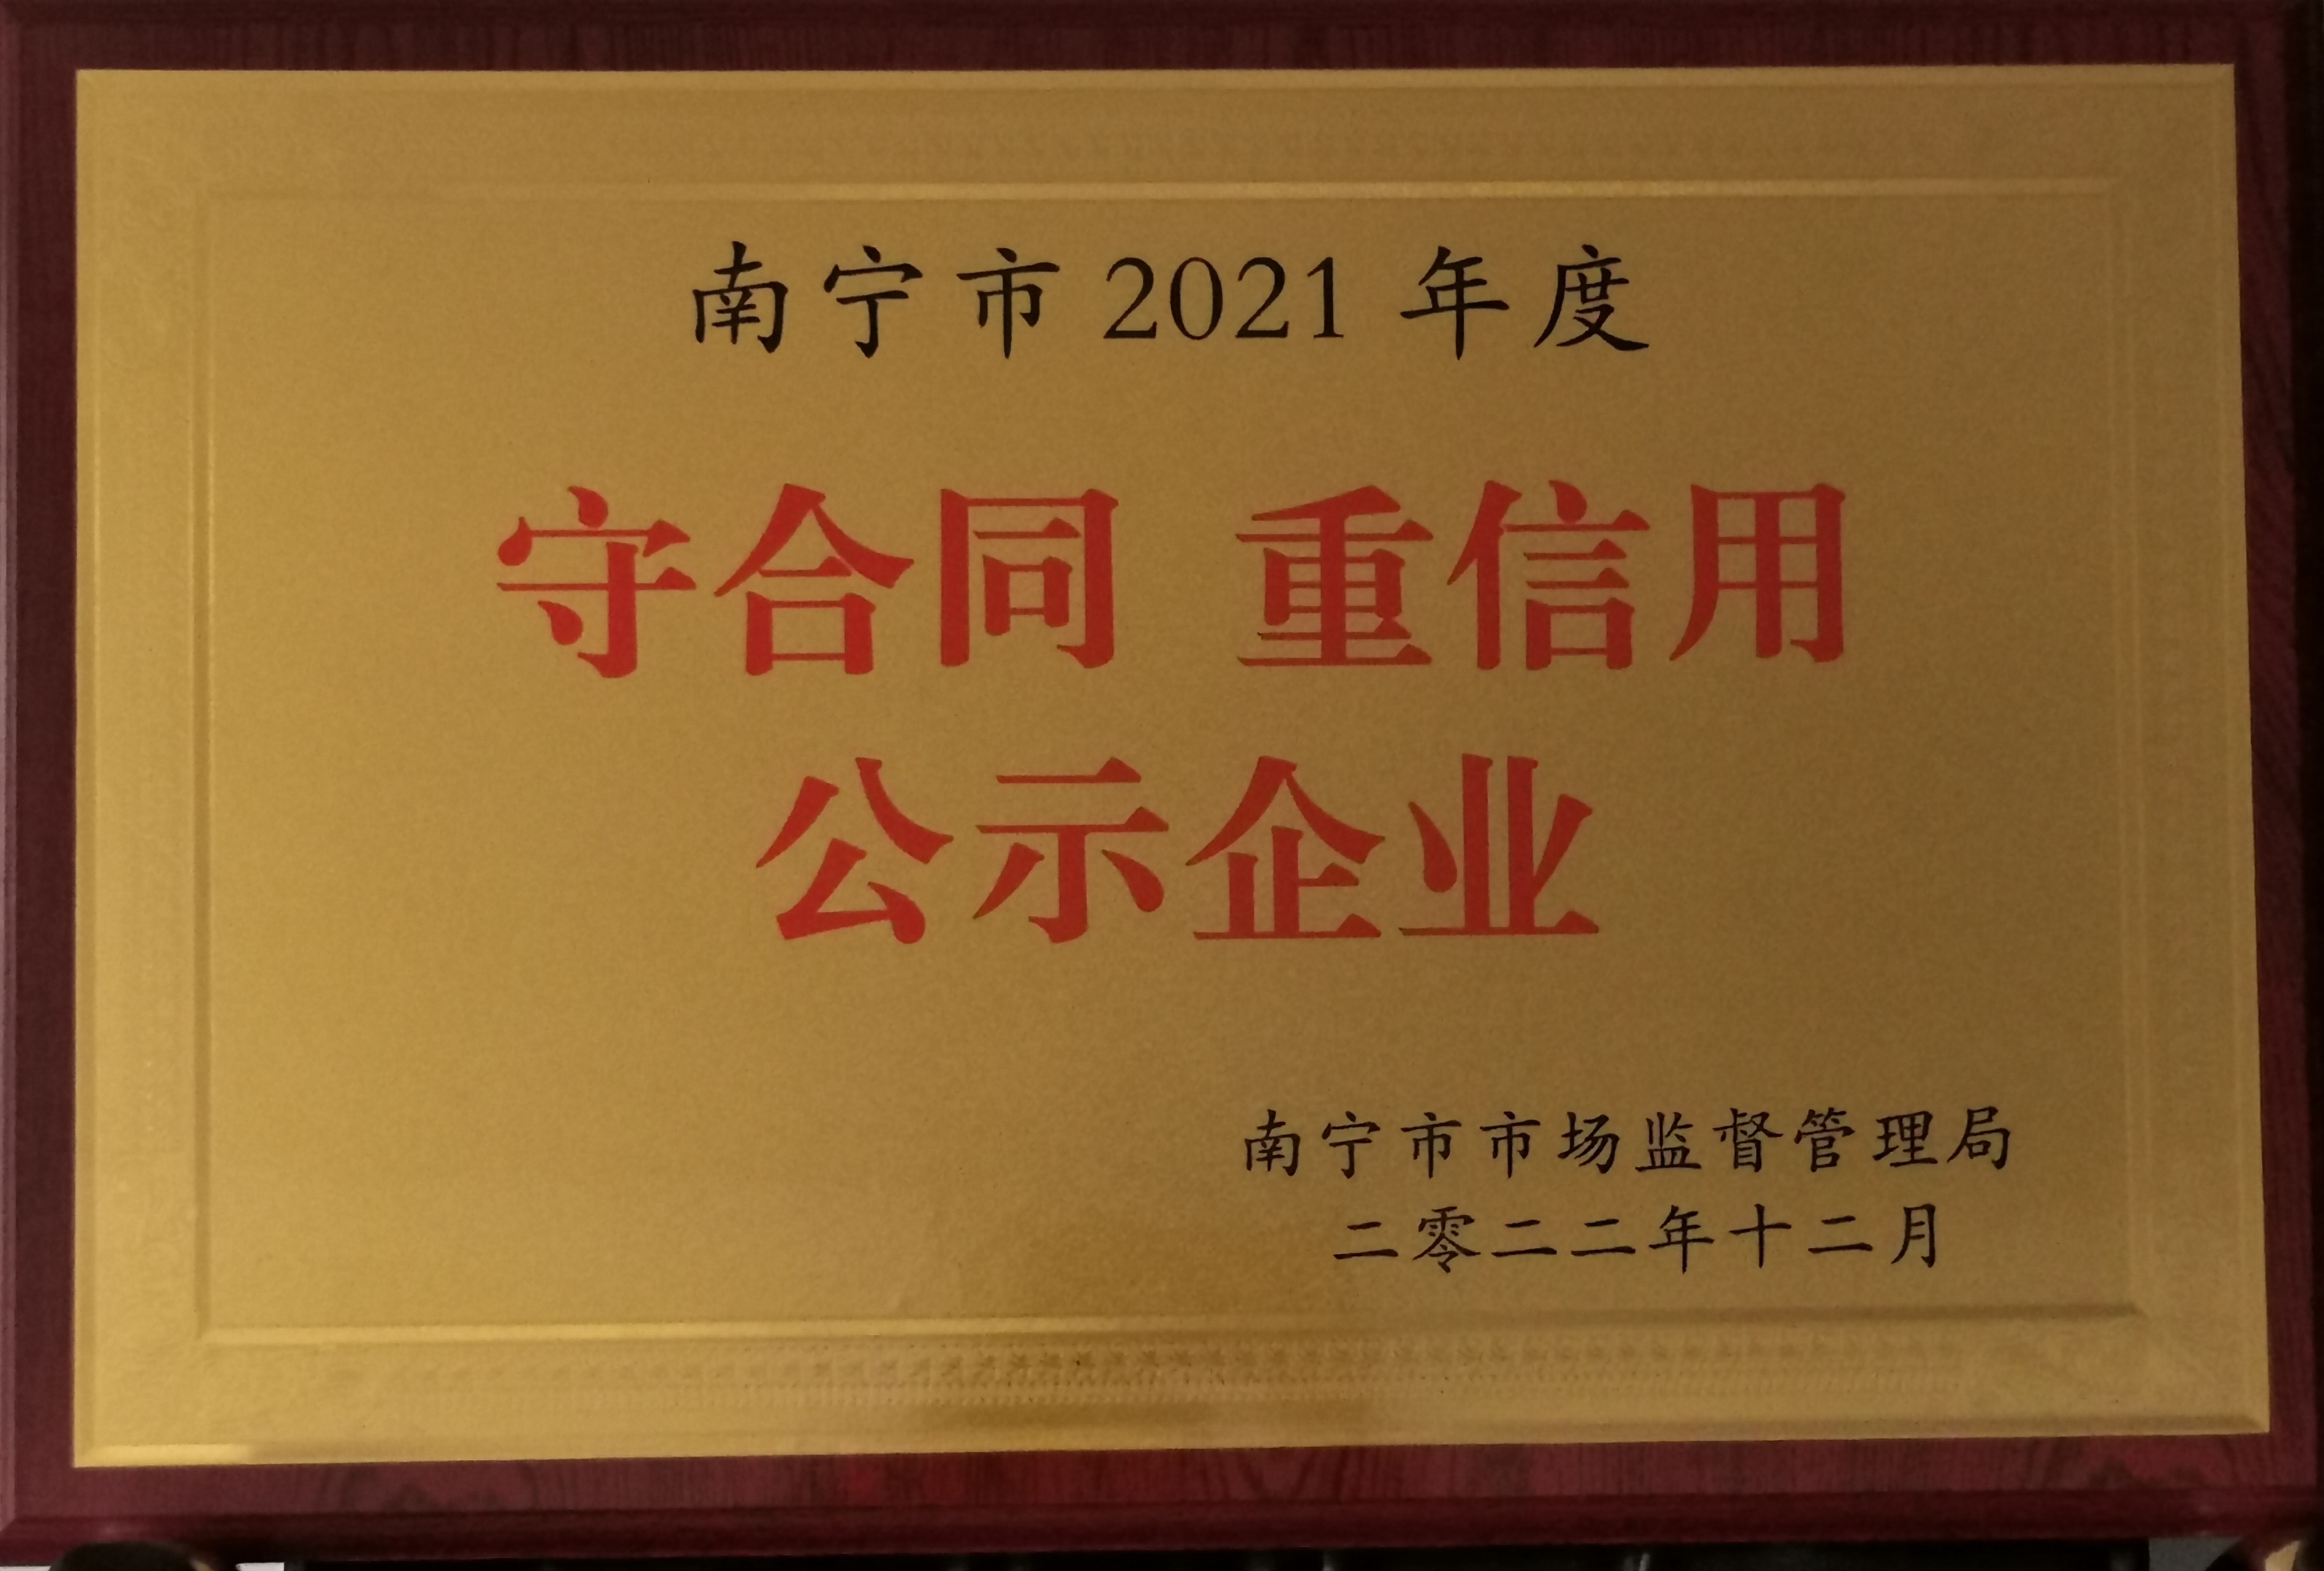 南宁市2021年度
守合同 重信用
公示企业
南宁市市场监督管理局
二零二二年十二月